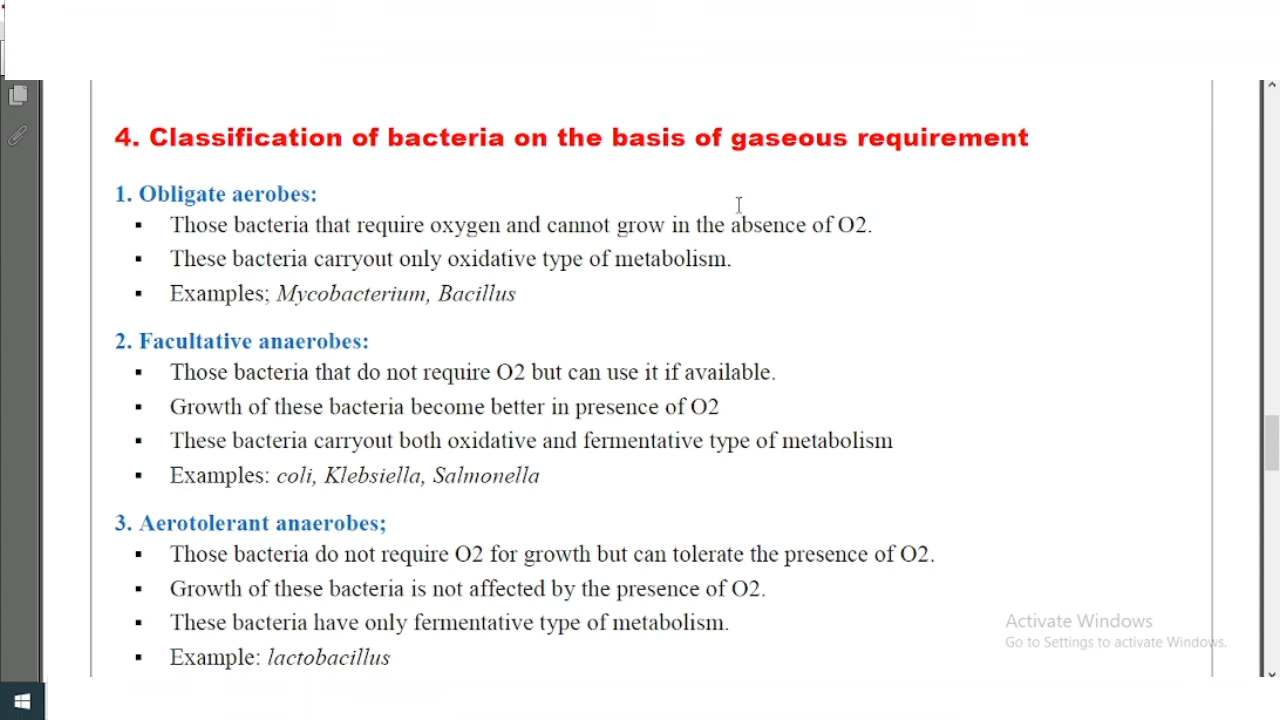 4. Classification of bacteria on the basis of gaseous requirement
1. Obligate aerobes:
▪ Those bacteria that require oxygen and cannot grow in the absence of O2.
▪ These bacteria carryout only oxidative type of metabolism.
▪ Examples; Mycobacterium, Bacillus
2. Facultative anaerobes:
▪ Those bacteria that do not require O2 but can use it if available.
▪ Growth of these bacteria become better in presence of O2
▪ These bacteria carryout both oxidative and fermentative type of metabolism
▪ Examples: coli, Klebsiella, Salmonella
3. Aerotolerant anaerobes;
▪ Those bacteria do not require O2 for growth but can tolerate the presence of O2.
▪ Growth of these bacteria is not affected by the presence of O2.
▪ These bacteria have only fermentative type of metabolism.
▪ Example: lactobacillus
Activate Windows
Go to Settings to activate Windows.